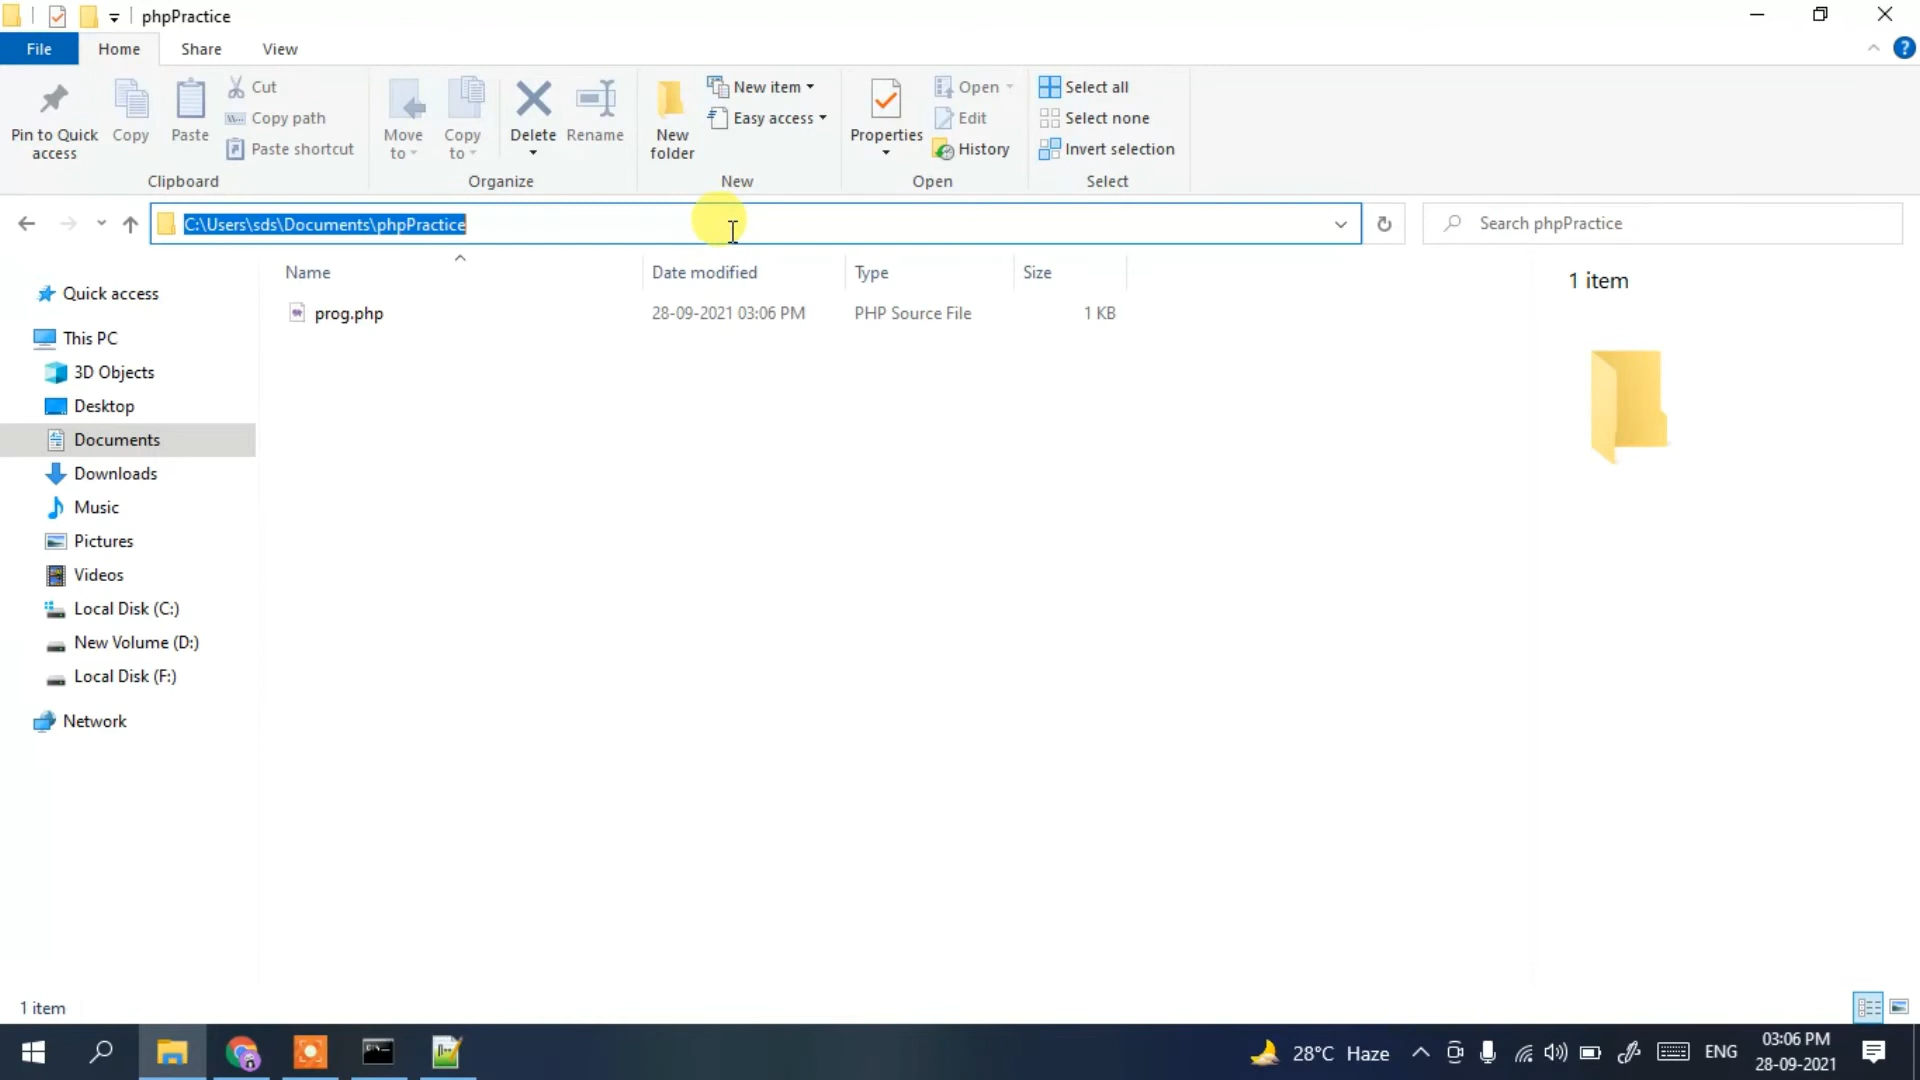 phpPractice
File Home Share View
Pin to Quick access
Copy
Paste
Cut
Copy path
Paste shortcut
Clipboard
Move to
Copy to
Delete
Rename
Organize
New folder
New item
Easy access
New
Properties
Open
Edit
History
Open
Select all
Select none
Invert selection
Select
C:\Users\sds\Documents\phpPractice
Search phpPractice
Name Date modified Type Size
prog.php 28-09-2021 03:06 PM PHP Source File 1 KB
Quick access
This PC
3D Objects
Desktop
Documents
Downloads
Music
Pictures
Videos
Local Disk (C:)
New Volume (D:)
Local Disk (F:)
Network
1 item
1 item
28°C Haze
ENG
03:06 PM
28-09-2021